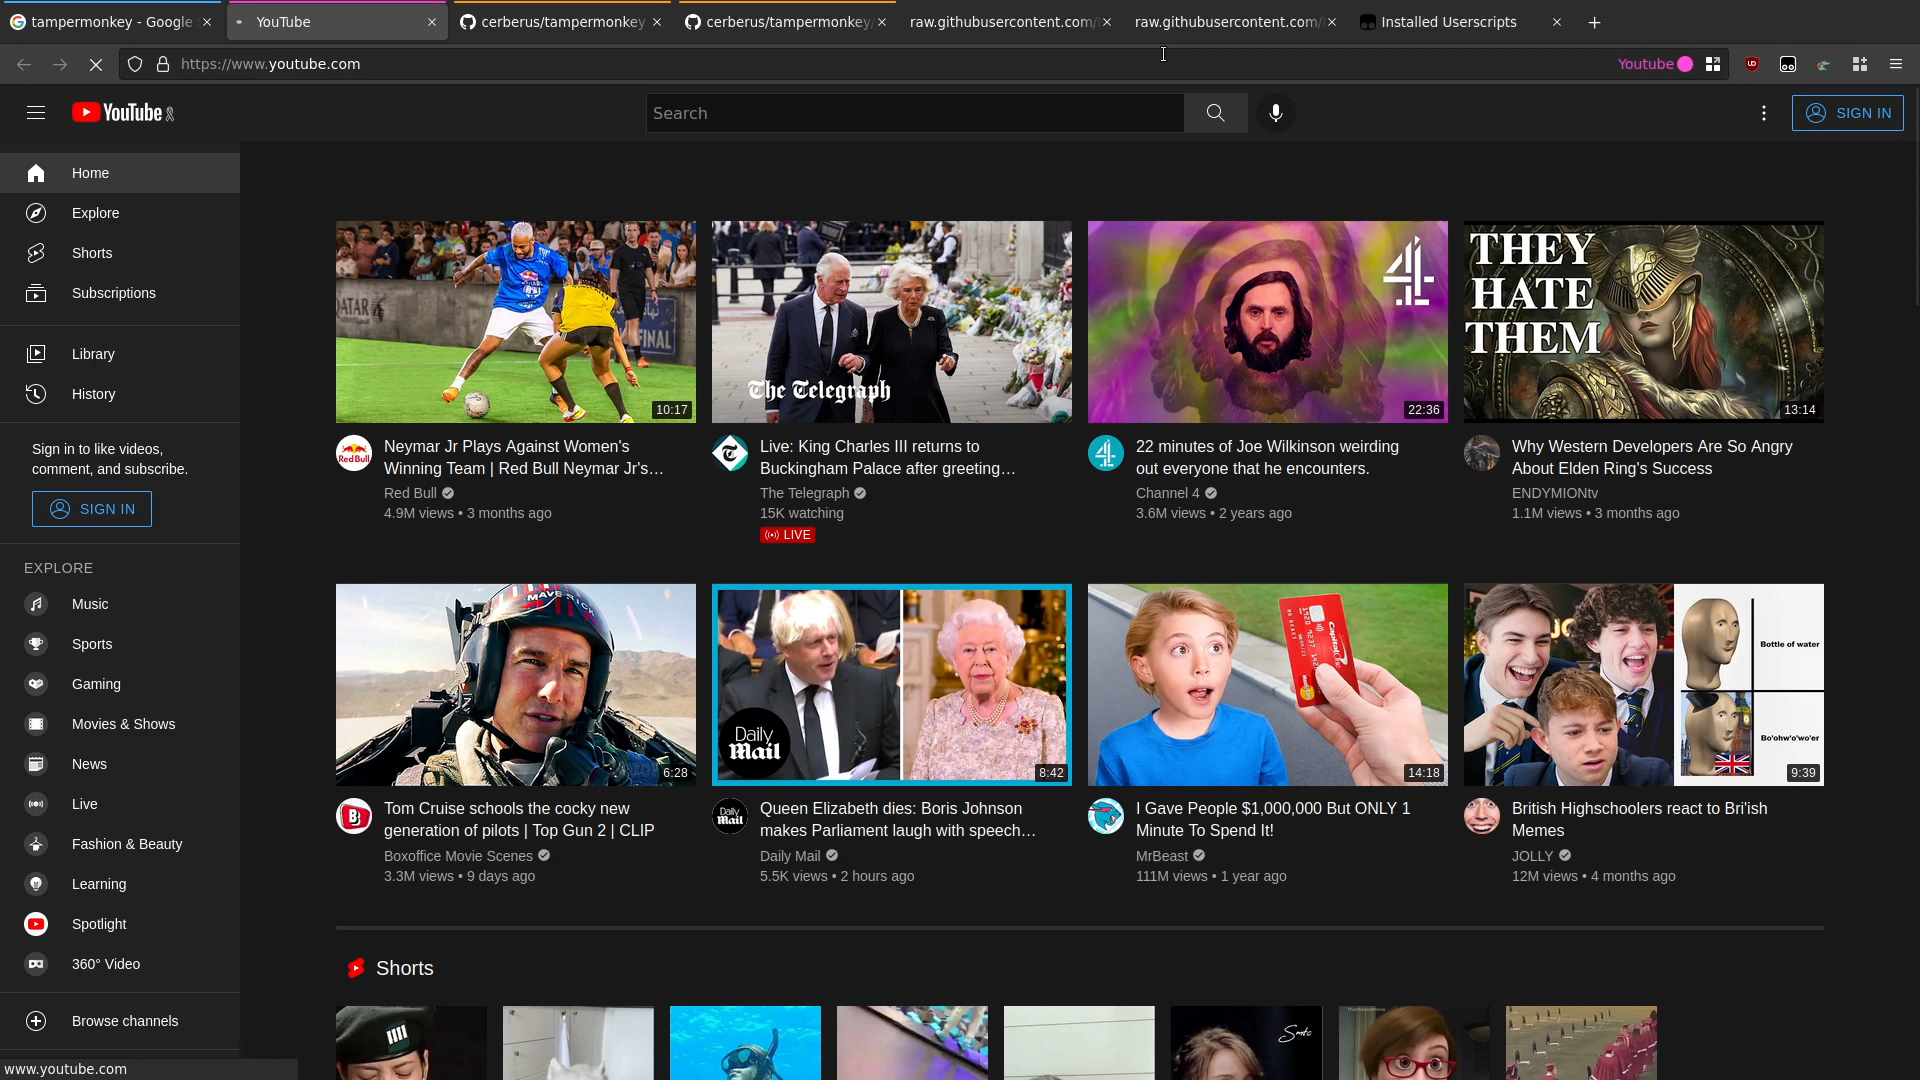 tampermonkey - Google
YouTube
cerberus/tampermonkey
cerberus/tampermonkey
raw.githubusercontent.com/
raw.githubusercontent.com/
Installed Userscripts
https://www.youtube.com
Youtube
YouTube
Search
SIGN IN
Home
Explore
Shorts
Subscriptions
Library
History
Sign in to like videos,
comment, and subscribe.
SIGN IN
EXPLORE
Music
Sports
Gaming
Movies & Shows
News
Live
Fashion & Beauty
Learning
Spotlight
360° Video
Browse channels
www.youtube.com
QATAR
FINAL
10:17
Red Bull
Neymar Jr Plays Against Women's
Winning Team | Red Bull Neymar Jr's…
Red Bull
4.9M views • 3 months ago
The Telegraph
Live: King Charles III returns to
Buckingham Palace after greeting…
The Telegraph
15K watching
LIVE
4
22:36
22 minutes of Joe Wilkinson weirding
out everyone that he encounters.
Channel 4
3.6M views • 2 years ago
THEY
HATE
THEM
13:14
Why Western Developers Are So Angry
About Elden Ring's Success
ENDYMIONtv
1.1M views • 3 months ago
MAVERICK
6:28
Tom Cruise schools the cocky new
generation of pilots | Top Gun 2 | CLIP
Boxoffice Movie Scenes
3.3M views • 9 days ago
Daily
Mail
8:42
Daily
Mail
Queen Elizabeth dies: Boris Johnson
makes Parliament laugh with speech…
Daily Mail
5.5K views • 2 hours ago
14:18
I Gave People $1,000,000 But ONLY 1
Minute To Spend It!
MrBeast
111M views • 1 year ago
Bottle of water
Bo'ohw'o'wo'er
9:39
British Highschoolers react to Bri'ish
Memes
JOLLY
12M views • 4 months ago
Shorts